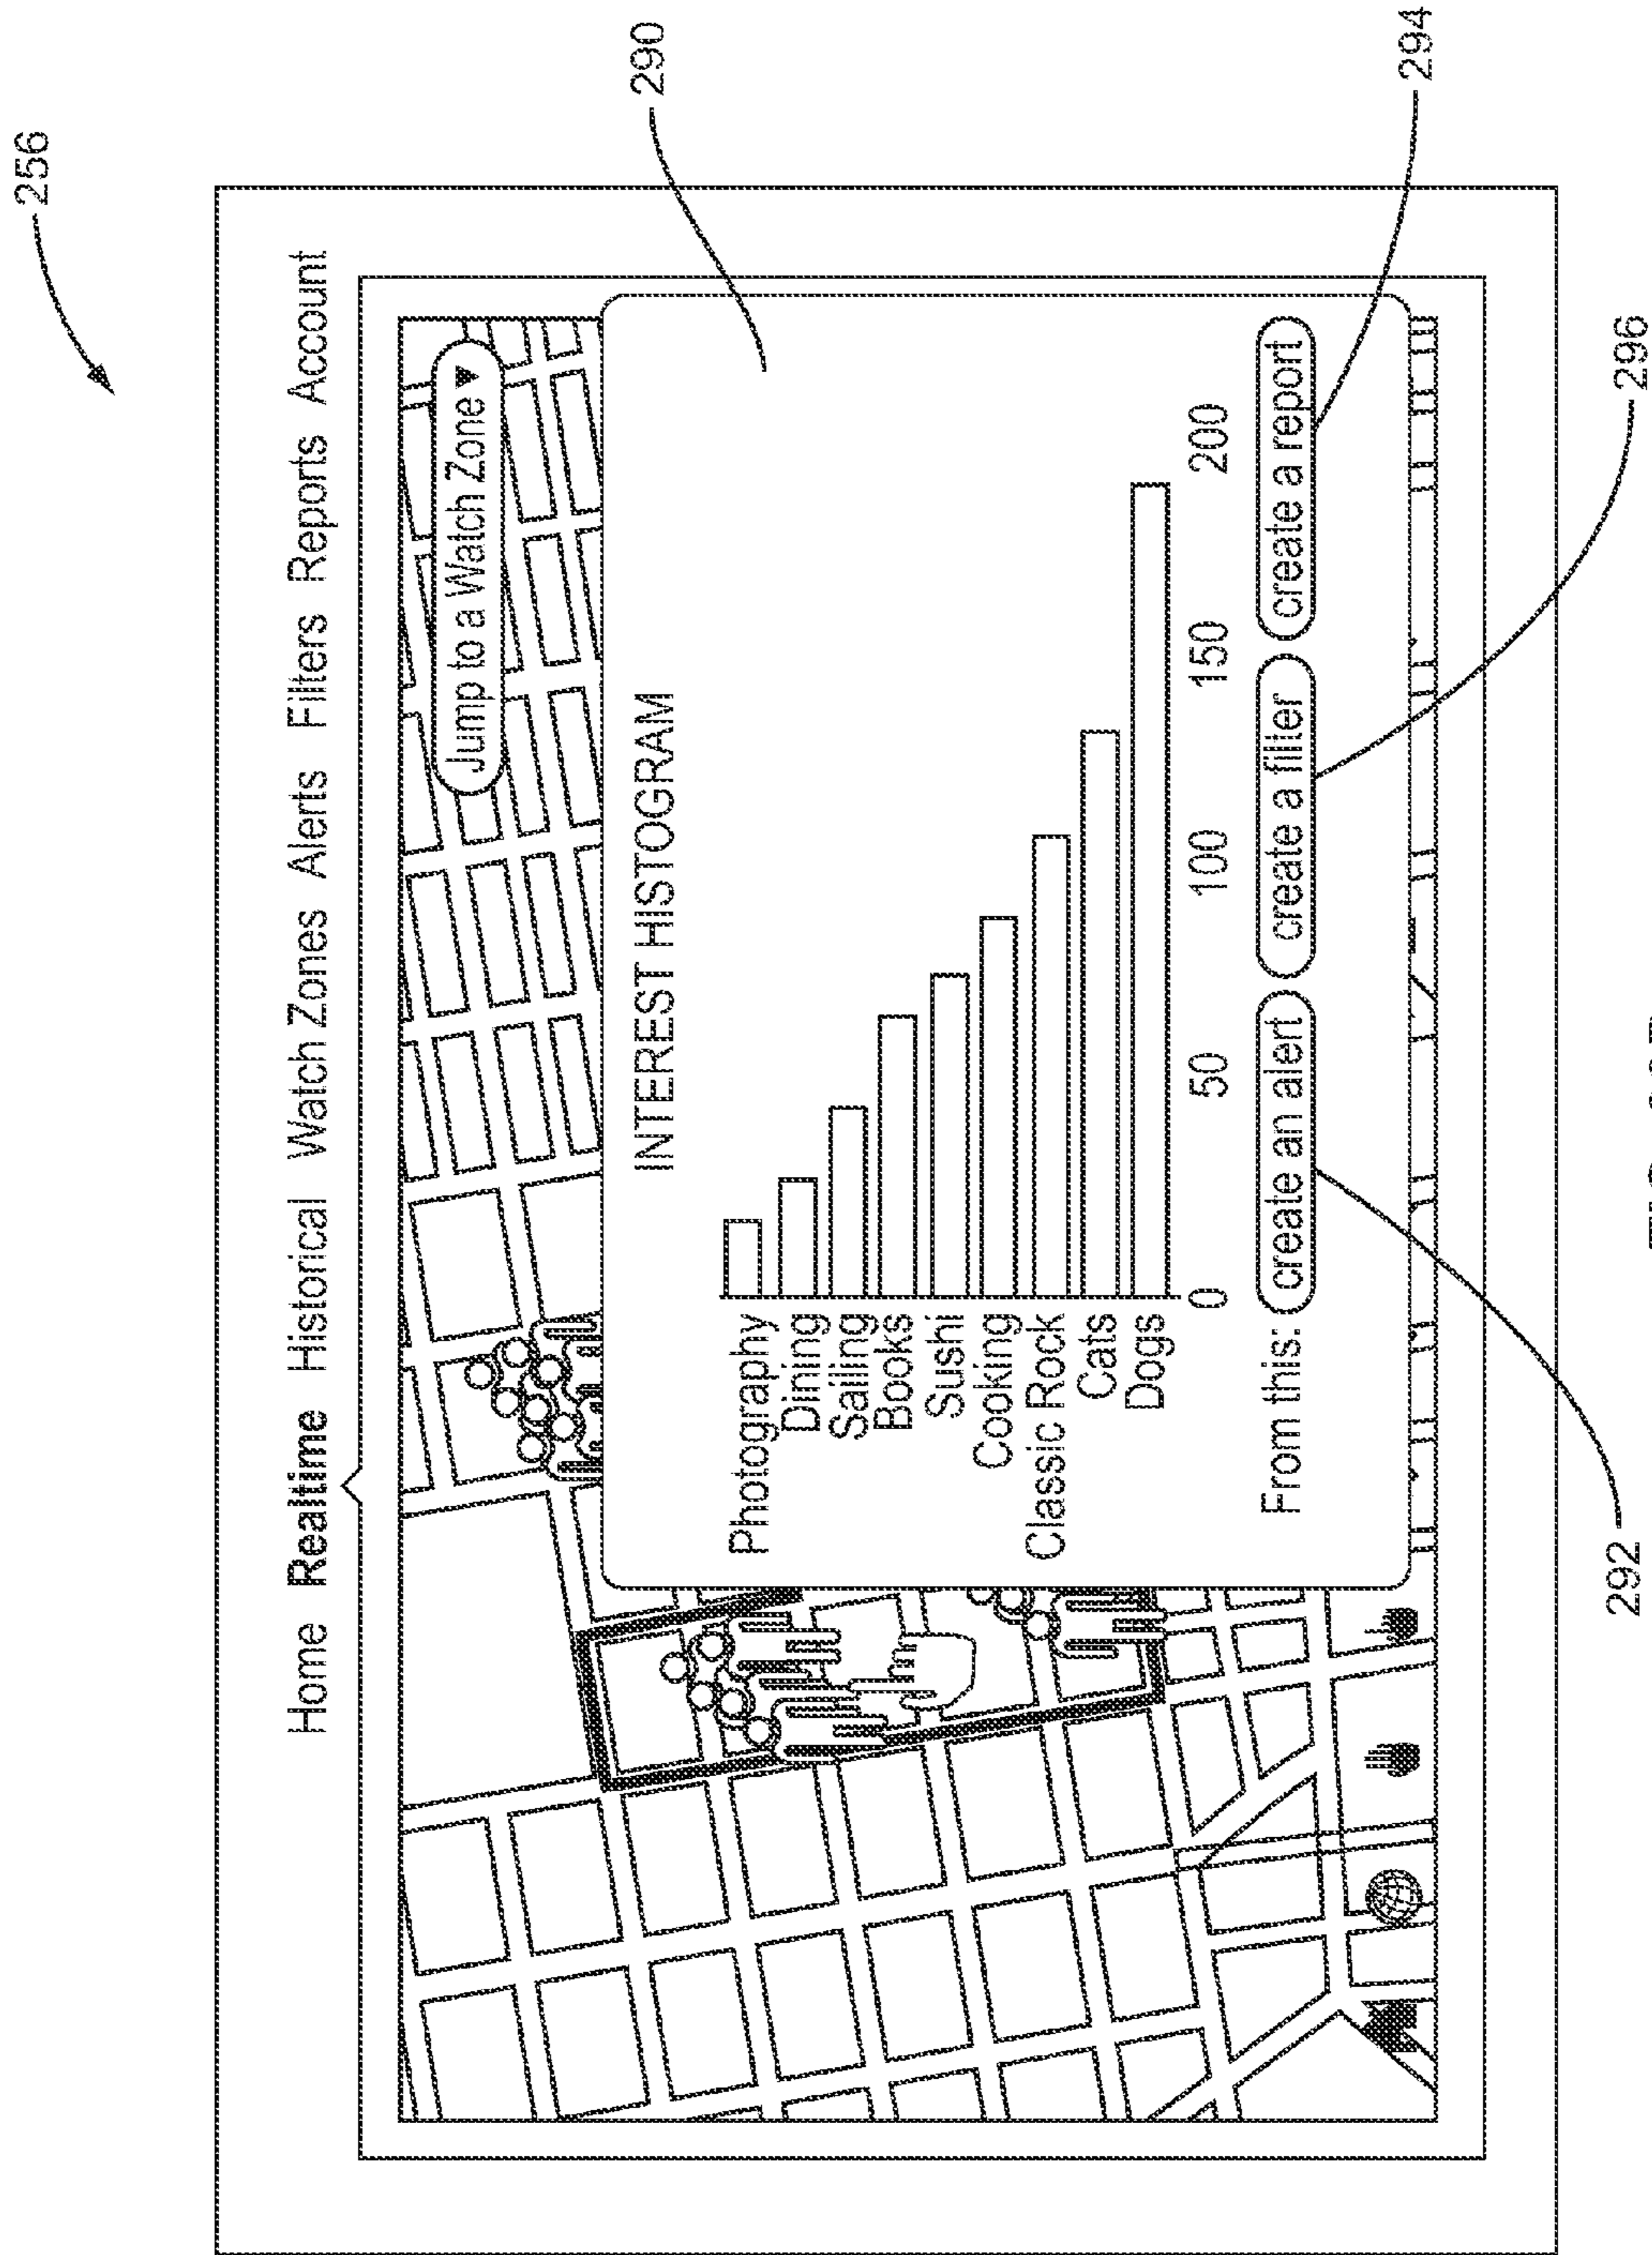 256
Home Realtime Historical Watch Zones Alerts Filters Reports Account
Jump to a Watch Zone
290
INTEREST HISTOGRAM
Photography
Dining
Sailing
Books
Sushi
Cooking
Classic Rock
Cats
Dogs
0 50 100 150 200
From this: create an alert create a filter create a report
292
296
294